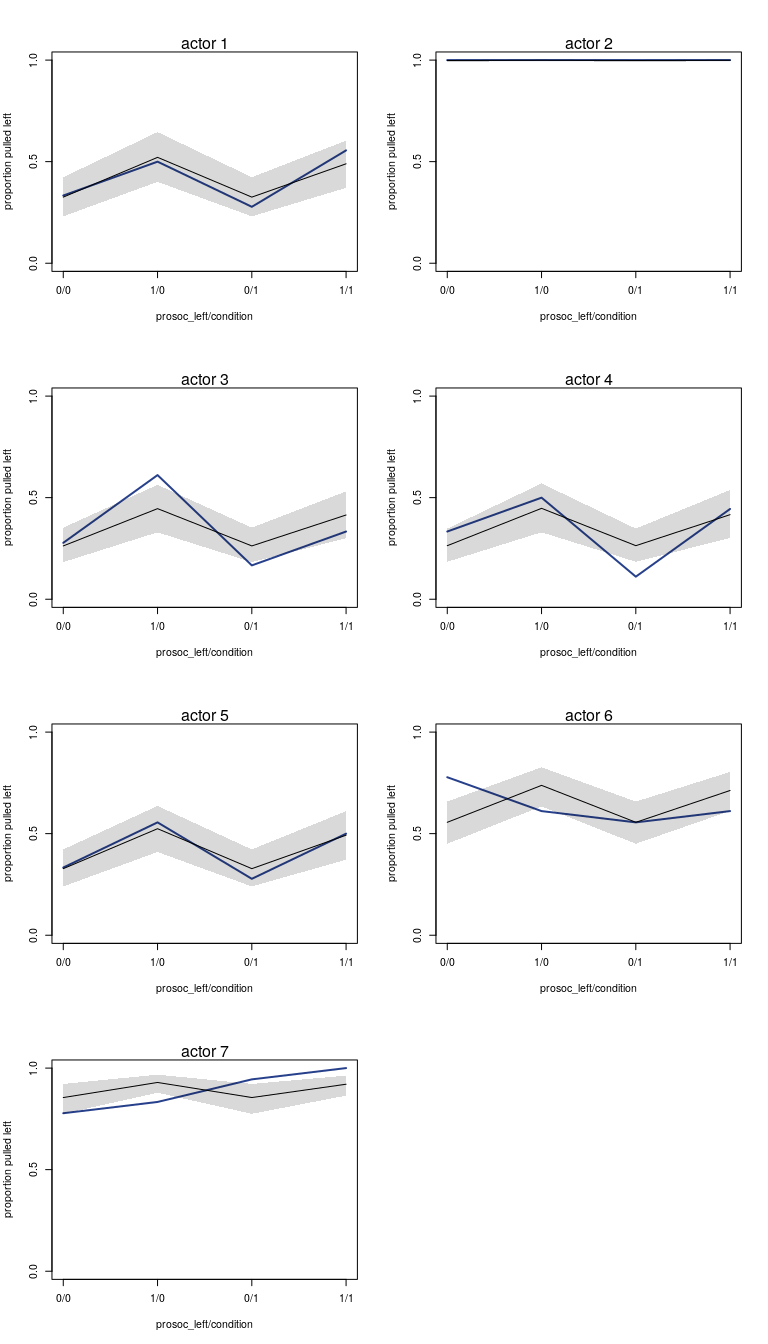 actor 1
proportion pulled left
1.0
0.5
0.0
0/0 1/0 0/1 1/1
prosoc_left/condition
actor 2
proportion pulled left
1.0
0.5
0.0
0/0 1/0 0/1 1/1
prosoc_left/condition
actor 3
proportion pulled left
1.0
0.5
0.0
0/0 1/0 0/1 1/1
prosoc_left/condition
actor 4
proportion pulled left
1.0
0.5
0.0
0/0 1/0 0/1 1/1
prosoc_left/condition
actor 5
proportion pulled left
1.0
0.5
0.0
0/0 1/0 0/1 1/1
prosoc_left/condition
actor 6
proportion pulled left
1.0
0.5
0.0
0/0 1/0 0/1 1/1
prosoc_left/condition
actor 7
proportion pulled left
1.0
0.5
0.0
0/0 1/0 0/1 1/1
prosoc_left/condition